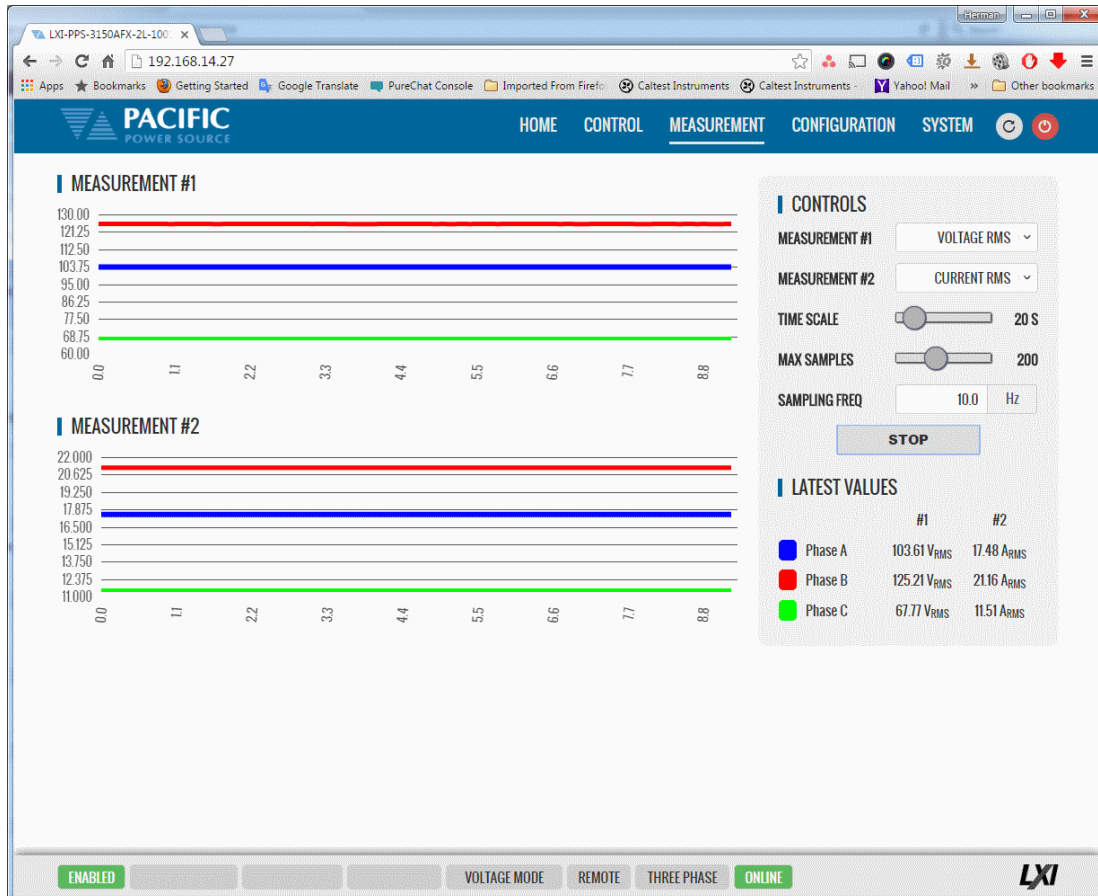 Herman
LXI-PPS-3150AFX-2L-100
192.168.14.27
Apps Bookmarks Getting Started Google Translate PureChat Console Imported From Firefo Caltest Instruments Caltest Instruments - Yahoo! Mail » Other bookmarks
PACIFIC
POWER SOURCE
HOME CONTROL MEASUREMENT CONFIGURATION SYSTEM
MEASUREMENT #1
130.00
121.25
112.50
103.75
95.00
86.25
77.50
68.75
60.00
0.0 1.1 2.2 3.3 4.4 5.5 6.6 7.7 8.8
MEASUREMENT #2
22.000
20.625
19.250
17.875
16.500
15.125
13.750
12.375
11.000
0.0 1.1 2.2 3.3 4.4 5.5 6.6 7.7 8.8
CONTROLS
MEASUREMENT #1 VOLTAGE RMS
MEASUREMENT #2 CURRENT RMS
TIME SCALE 20 S
MAX SAMPLES 200
SAMPLING FREQ 10.0 Hz
STOP
LATEST VALUES
#1 #2
Phase A 103.61 VRMS 17.48 ARMS
Phase B 125.21 VRMS 21.16 ARMS
Phase C 67.77 VRMS 11.51 ARMS
ENABLED VOLTAGE MODE REMOTE THREE PHASE ONLINE
LXI